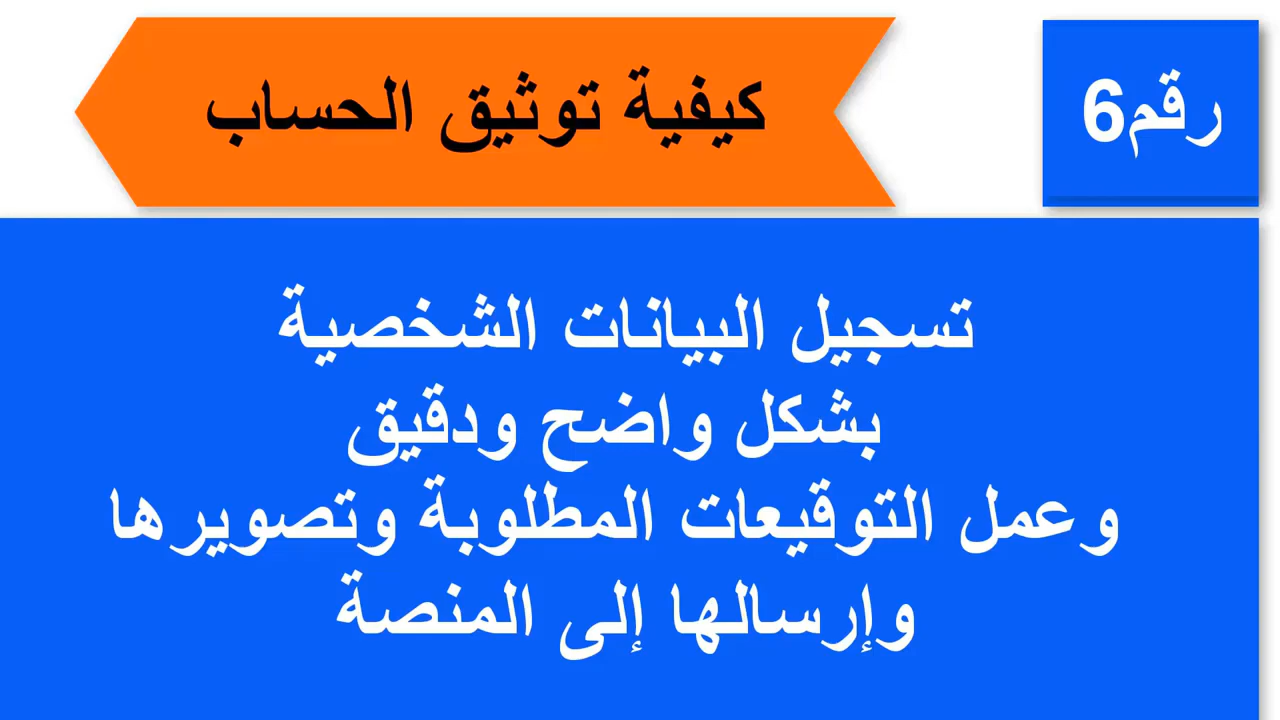 رقم6
كيفية توثيق الحساب
تسجيل البيانات الشخصية
بشكل واضح ودقيق
وعمل التوقيعات المطلوبة وتصويرها
وإرسالها إلى المنصة